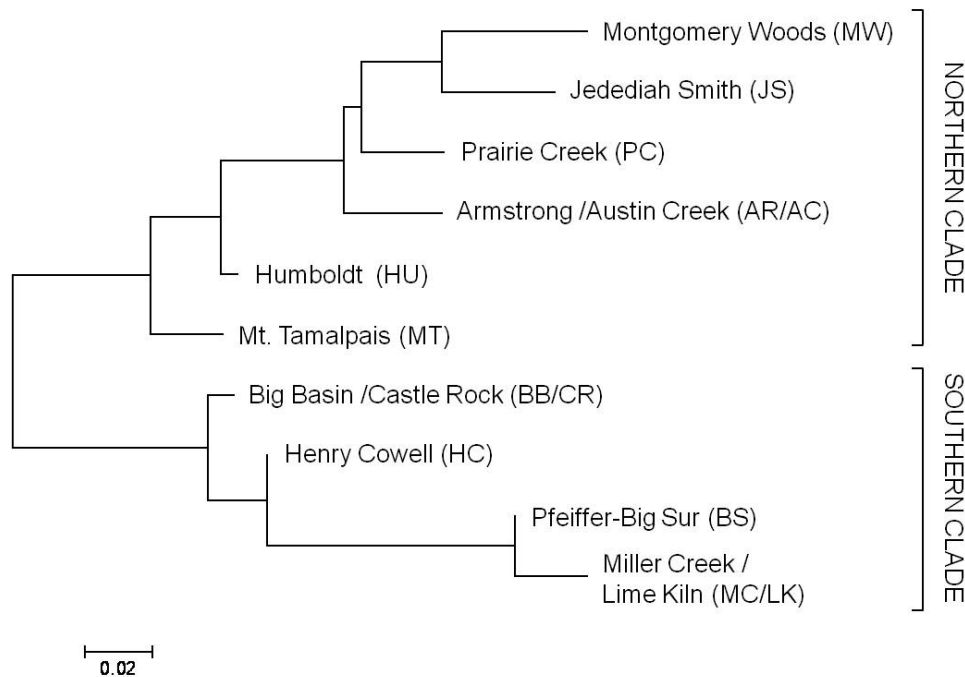 Montgomery Woods (MW)
Jedediah Smith (JS)
Prairie Creek (PC)
Armstrong /Austin Creek (AR/AC)
Humboldt (HU)
Mt. Tamalpais (MT)
NORTHERN CLADE
Big Basin /Castle Rock (BB/CR)
Henry Cowell (HC)
Pfeiffer-Big Sur (BS)
Miller Creek /
Lime Kiln (MC/LK)
SOUTHERN CLADE
0.02